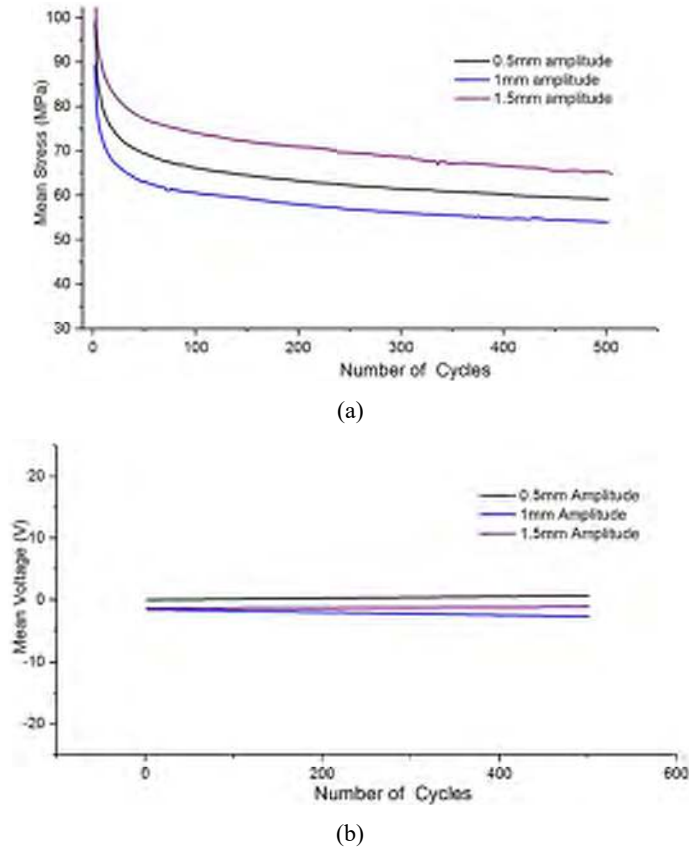 100
90
80
70
60
50
40
30
Mean Stress (MPa)
0.5mm amplitude
1mm amplitude
1.5mm amplitude
0 100 200 300 400 500
Number of Cycles
(a)
20
10
0
-10
-20
Mean Voltage (V)
0.5mm Amplitude
1mm Amplitude
1.5mm Amplitude
0 200 400 600
Number of Cycles
(b)